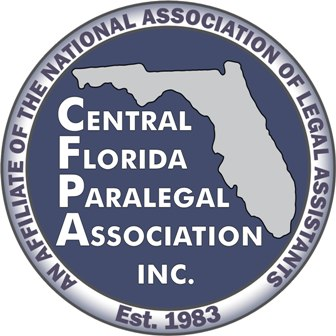 AN AFFILIATE OF THE NATIONAL ASSOCIATION OF LEGAL ASSISTANTS
CENTRAL
FLORIDA
PARALEGAL
ASSOCIATION
INC.
Est. 1983